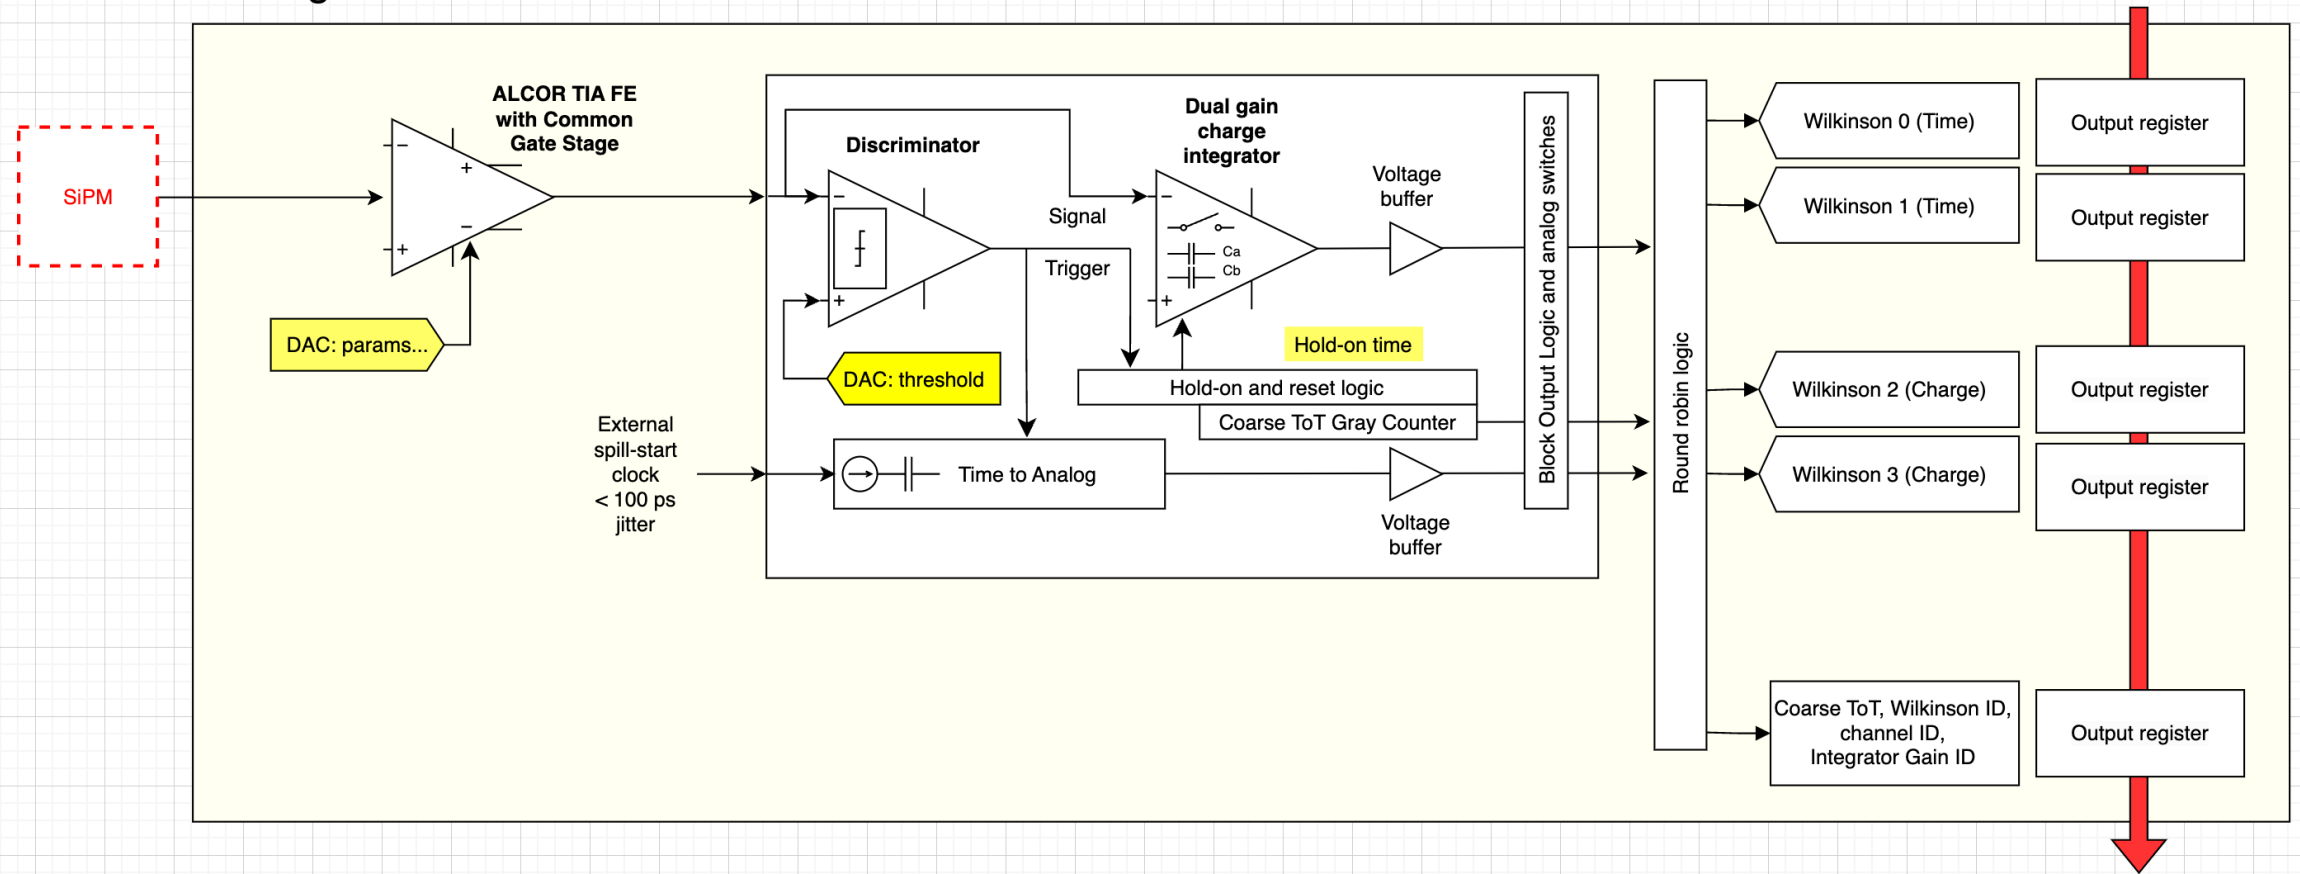 SiPM
ALCOR TIA FE
with Common
Gate Stage
DAC: params...
Discriminator
DAC: threshold
Signal
Trigger
Dual gain
charge
integrator
Ca
Cb
Voltage
buffer
Hold-on time
Hold-on and reset logic
Coarse ToT Gray Counter
External
spill-start
clock
< 100 ps
jitter
Time to Analog
Voltage
buffer
Block Output Logic and analog switches
Round robin logic
Wilkinson 0 (Time)
Output register
Wilkinson 1 (Time)
Output register
Wilkinson 2 (Charge)
Output register
Wilkinson 3 (Charge)
Output register
Coarse ToT, Wilkinson ID,
channel ID,
Integrator Gain ID
Output register